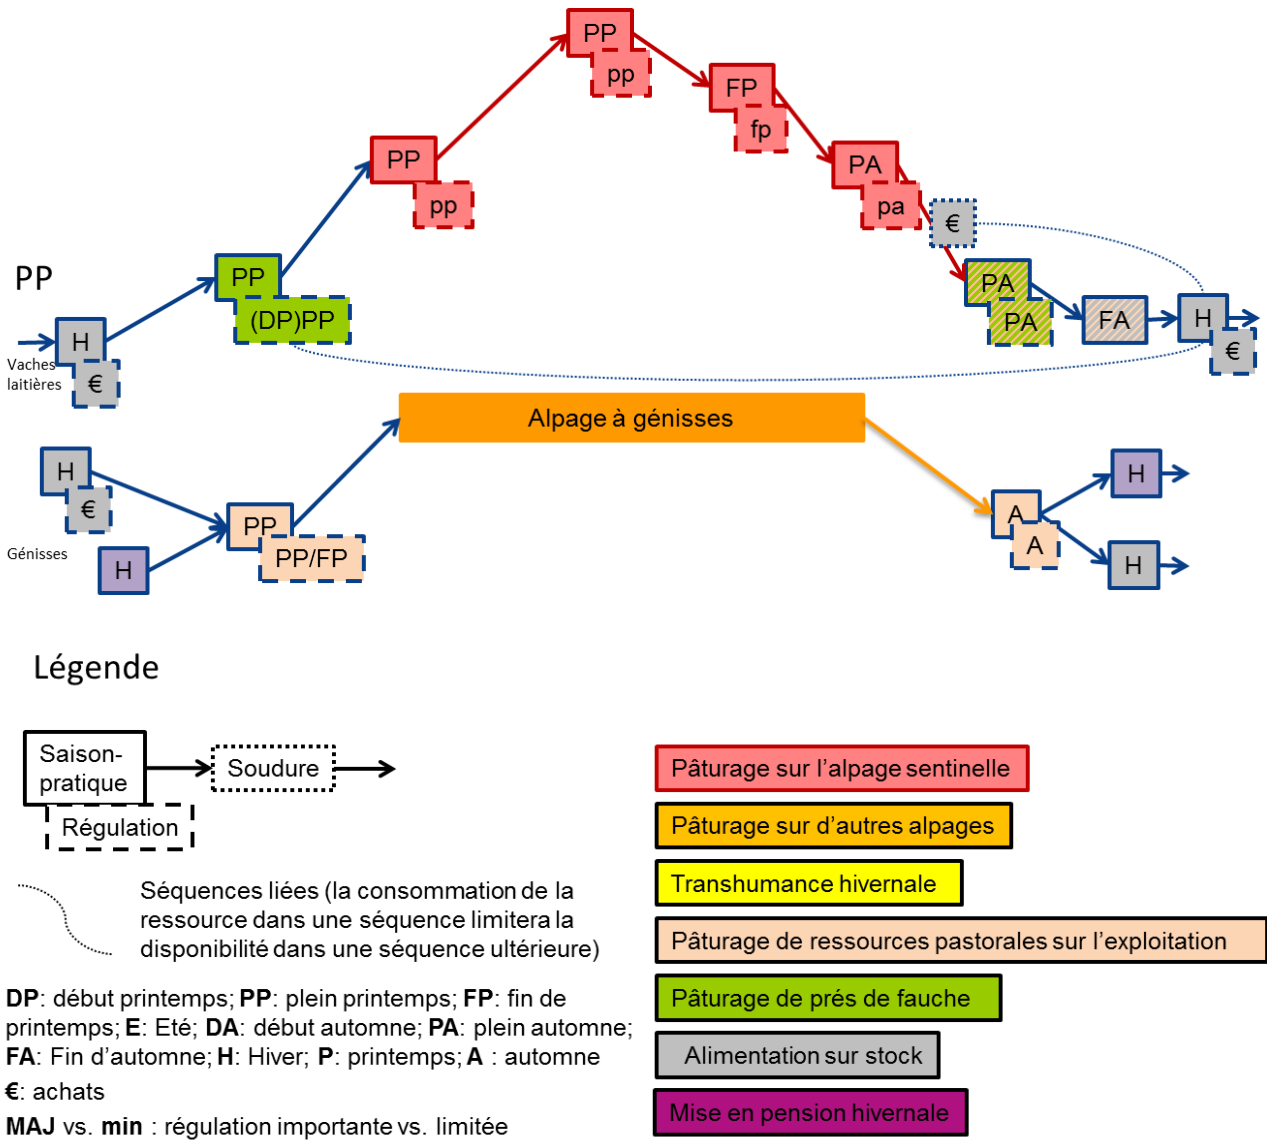 PP
pp
FP
fp
PP
pp
PA
pa
€
PP
PP
(DP)PP
PA
PA
FA
H
€
H
€
Vaches
laitières
Alpage à génisses
H
€
Génisses
H
PP
PP/FP
A
A
H
H
Légende
Saison-
pratique
Soudure
Régulation
Séquences liées (la consommation de la
ressource dans une séquence limitera la
disponibilité dans une séquence ultérieure)
DP: début printemps; PP: plein printemps; FP: fin de
printemps; E: Eté; DA: début automne; PA: plein automne;
FA: Fin d'automne; H: Hiver; P: printemps; A : automne
€: achats
MAJ vs. min : régulation importante vs. limitée
Pâturage sur l'alpage sentinelle
Pâturage sur d'autres alpages
Transhumance hivernale
Pâturage de ressources pastorales sur l'exploitation
Pâturage de prés de fauche
Alimentation sur stock
Mise en pension hivernale